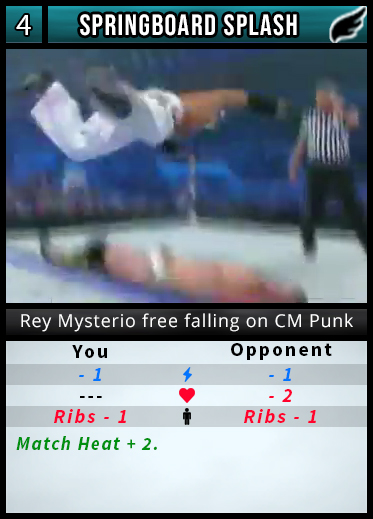 4 SPRINGBOARD SPLASH
Rey Mysterio free falling on CM Punk
You Opponent
- 1 - 1
--- - 2
Ribs - 1 Ribs - 1
Match Heat + 2.